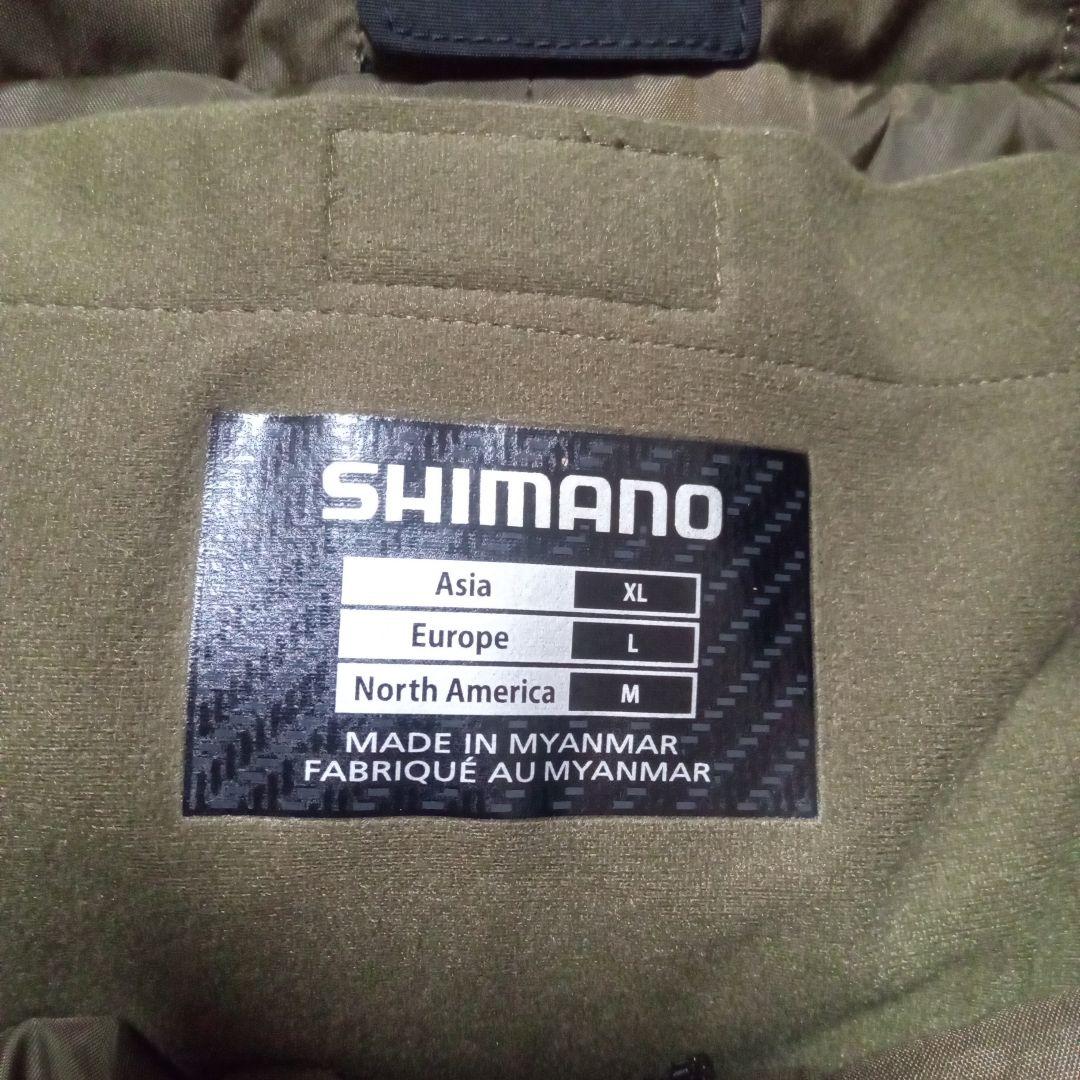 SHIMANO
Asia XL
Europe L
North America M
MADE IN MYANMAR
FABRIQUÉ AU MYANMAR